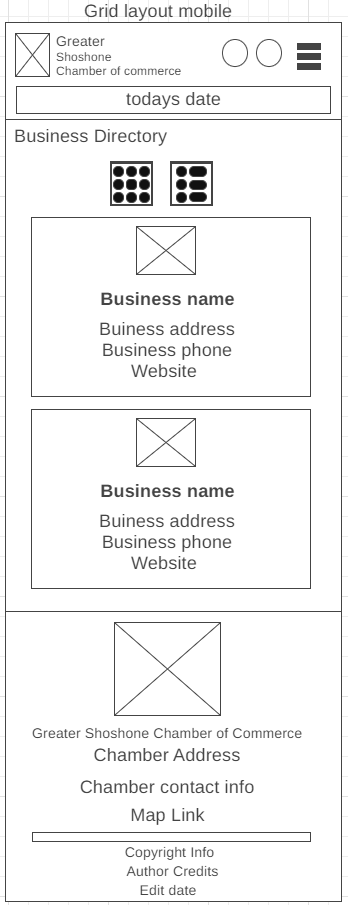 Grid layout mobile
Greater
Shoshone
Chamber of commerce
todays date
Business Directory
Business name
Buiness address
Business phone
Website
Business name
Buiness address
Business phone
Website
Greater Shoshone Chamber of Commerce
Chamber Address
Chamber contact info
Map Link
Copyright Info
Author Credits
Edit date